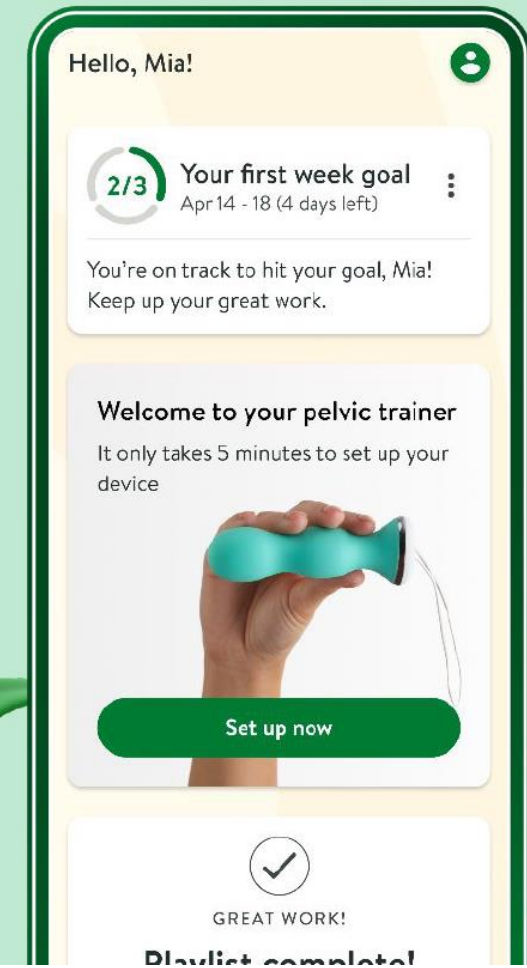 Hello, Mia!
2/3
Your first week goal
Apr 14 - 18 (4 days left)
You're on track to hit your goal, Mia!
Keep up your great work.
Welcome to your pelvic trainer
It only takes 5 minutes to set up your
device
Set up now
GREAT WORK!
Playlist complete!